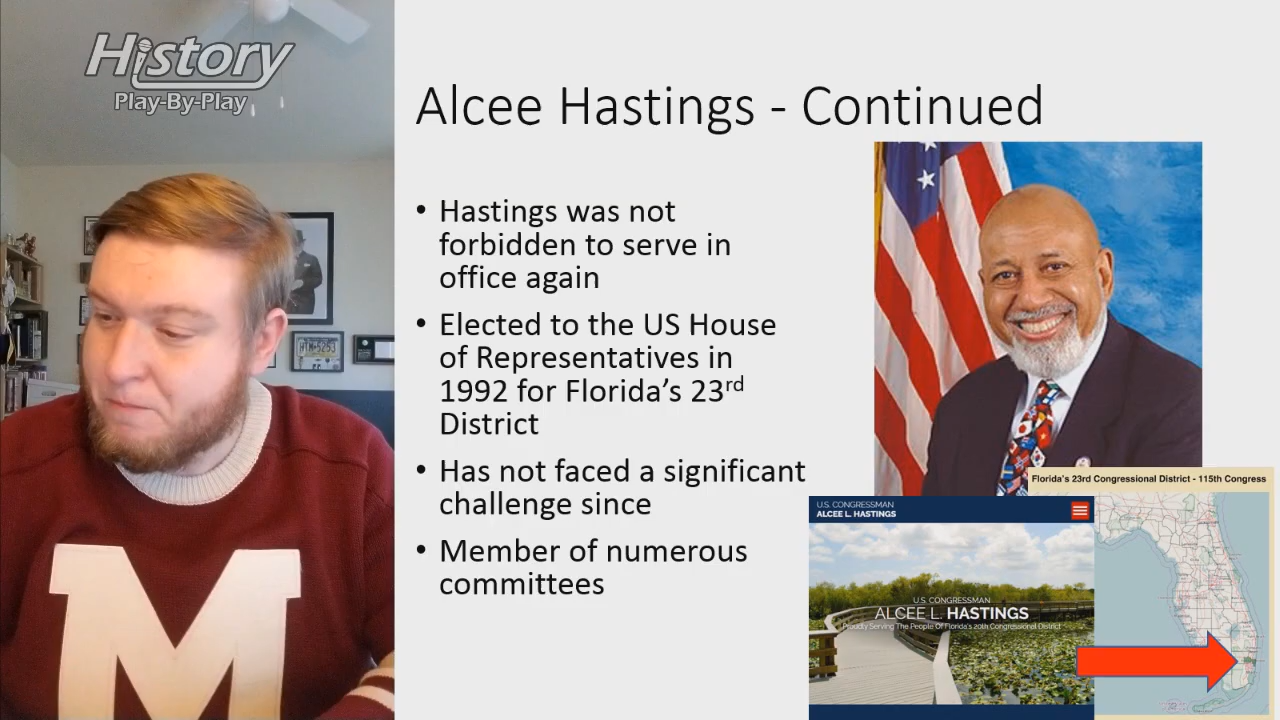 History
Play-By-Play
Alcee Hastings - Continued
• Hastings was not
forbidden to serve in
office again
• Elected to the US House
of Representatives in
1992 for Florida’s 23rd
District
• Has not faced a significant
challenge since
• Member of numerous
committees
Florida's 23rd Congressional District - 115th Congress
U.S. CONGRESSMAN
ALCEE L. HASTINGS
U.S. CONGRESSMAN
ALCEE L. HASTINGS
Proudly Serving The People Of Florida's 20th Congressional District
M